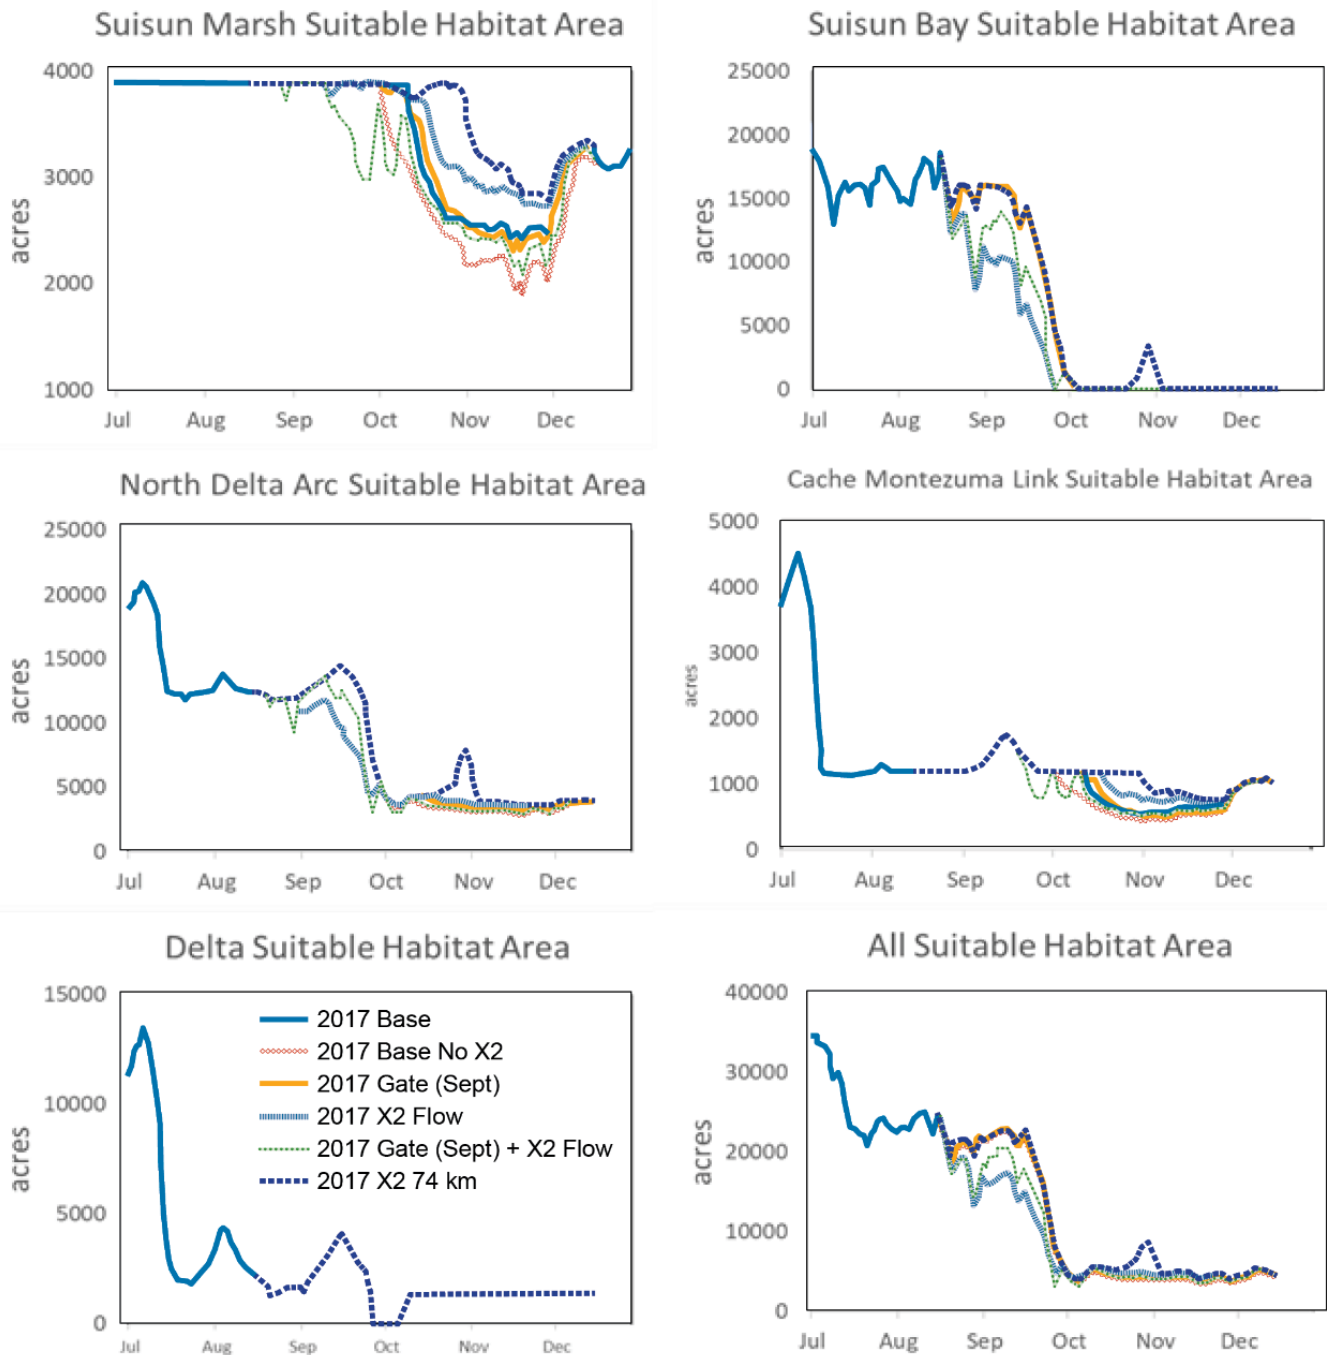 Suisun Marsh Suitable Habitat Area
4000
3000
2000
1000
acres
Jul Aug Sep Oct Nov Dec
Suisun Bay Suitable Habitat Area
25000
20000
15000
10000
5000
0
acres
Jul Aug Sep Oct Nov Dec
North Delta Arc Suitable Habitat Area
25000
20000
15000
10000
5000
0
acres
Jul Aug Sep Oct Nov Dec
Cache Montezuma Link Suitable Habitat Area
5000
4000
3000
2000
1000
0
acres
Jul Aug Sep Oct Nov Dec
Delta Suitable Habitat Area
15000
10000
5000
0
acres
2017 Base
2017 Base No X2
2017 Gate (Sept)
2017 X2 Flow
2017 Gate (Sept) + X2 Flow
2017 X2 74 km
Jul Aug Sep Oct Nov Dec
All Suitable Habitat Area
40000
30000
20000
10000
0
acres
Jul Aug Sep Oct Nov Dec